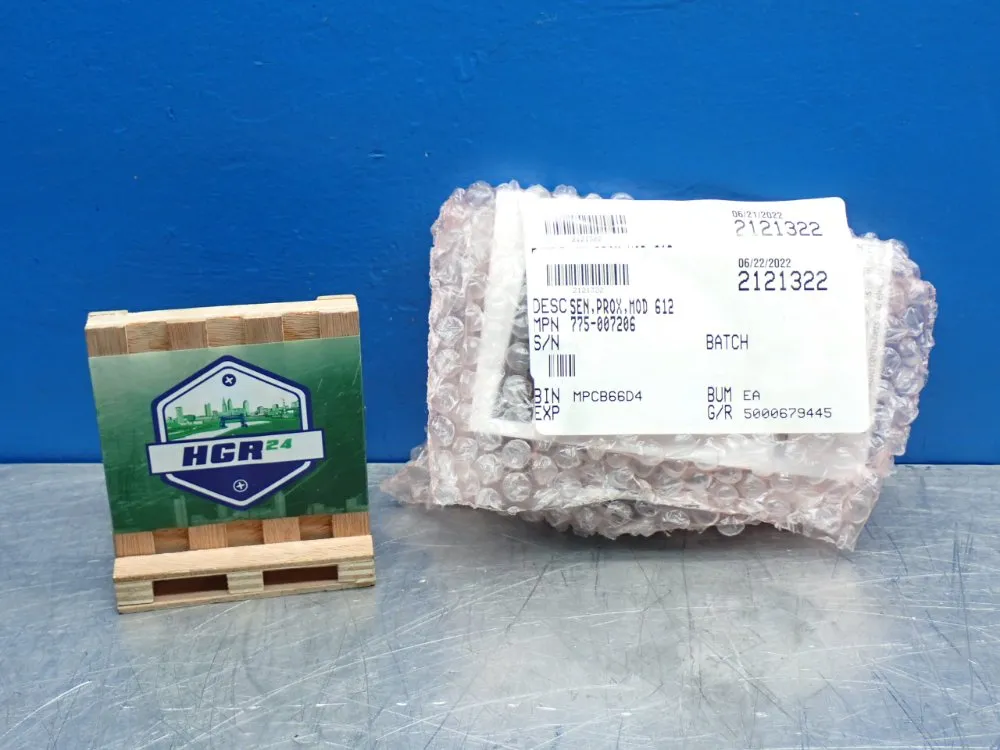 HGR24
06/21/2022
2121322
06/22/2022
2121322
DESC SEN,PROX,MOD 612
MPN 775-007206
S/N BATCH
BIN MPCB66D4 BUM EA
EXP G/R 5000679445